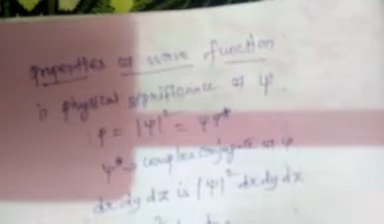 Properties of wave function
i) physical significance of ψ
P = |ψ|² = ψψ*
ψ* → complex conjugate of ψ
dx dy dz is |ψ|² dx dy dz